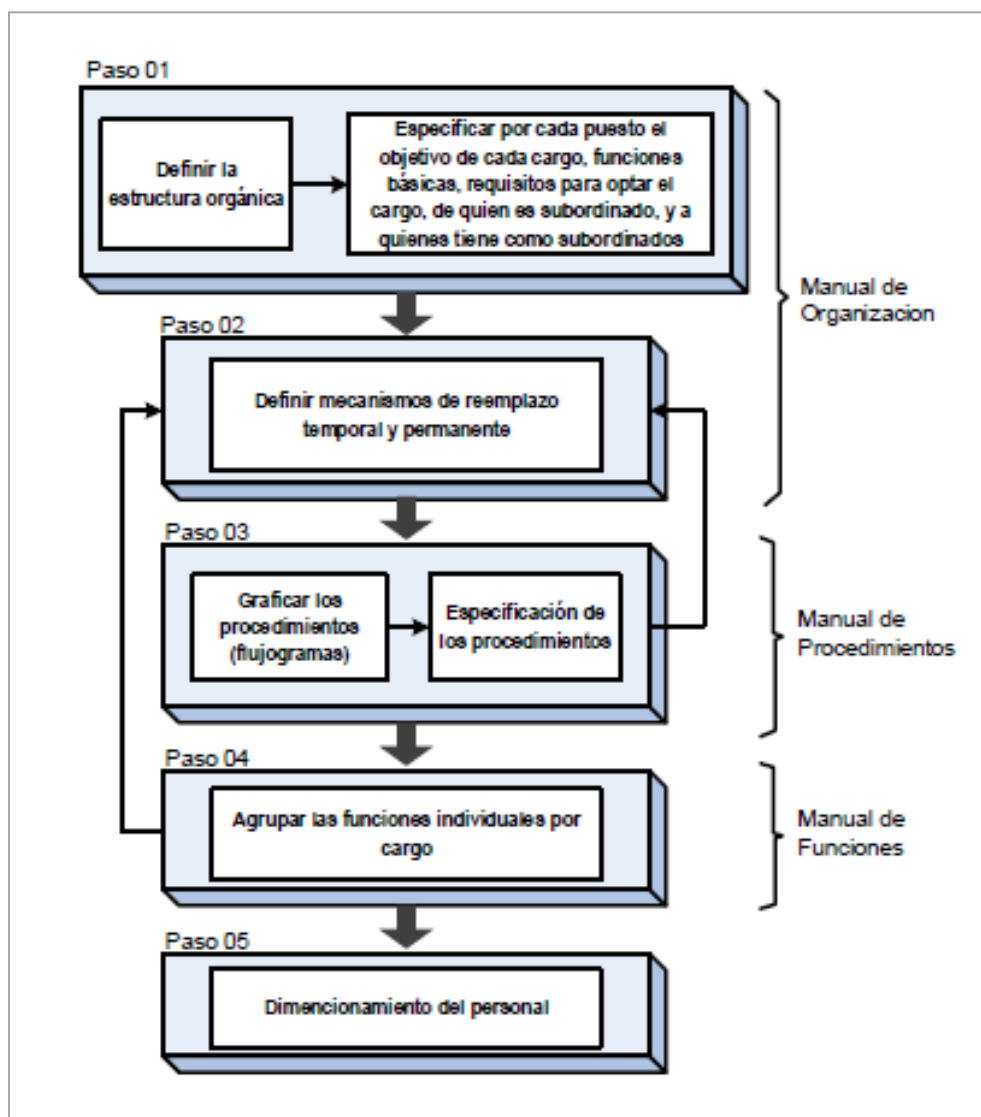 Paso 01
Definir la
estructura orgánica
Especificar por cada puesto el
objetivo de cada cargo, funciones
básicas, requisitos para optar el
cargo, de quien es subordinado, y a
quienes tiene como subordinados
Manual de
Organizacion
Paso 02
Definir mecanismos de reemplazo
temporal y permanente
Paso 03
Graficar los
procedimientos
(flujogramas)
Especificación de
los procedimientos
Manual de
Procedimientos
Paso 04
Agrupar las funciones individuales por
cargo
Manual de
Funciones
Paso 05
Dimencionamiento del personal